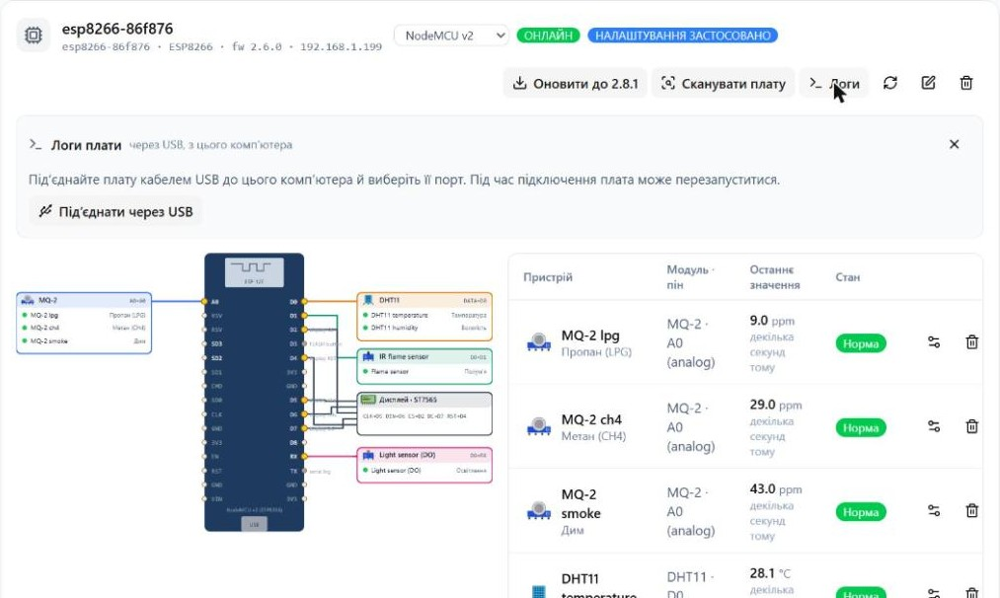 esp8266-86f876
esp8266-86f876 · ESP8266 · fw 2.6.0 · 192.168.1.199
NodeMCU v2
ОНЛАЙН
НАЛАШТУВАННЯ ЗАСТОСОВАНО
Оновити до 2.8.1
Сканувати плату
Логи
Логи плати через USB, з цього комп'ютера
Під'єднайте плату кабелем USB до цього комп'ютера й виберіть її порт. Під час підключення плата може перезапуститися.
Під'єднати через USB
MQ-2
MQ-2 lpg Пропан (LPG)
MQ-2 ch4 Метан (CH4)
MQ-2 smoke Дим
ESP-12E
A0
RSV
RSV
SD3
SD2
SD1
CMD
SD0
CLK
GND
3V3
EN
RST
GND
VIN
D0
D1
D2
D3
D4
3V3
GND
D5
D6
D7
D8
RX
TX
GND
3V3
NodeMCU v2 (ESP8266)
USB
DHT11
DHT11 temperature Температура
DHT11 humidity Вологість
IR flame sensor
Flame sensor Полум'я
Дисплей · ST7565
Light sensor (DO)
Light sensor (DO) Освітлення
Пристрій
Модуль · пін
Останнє значення
Стан
MQ-2 lpg
Пропан (LPG)
MQ-2 ·
A0
(analog)
9.0 ppm
декілька
секунд
тому
Норма
MQ-2 ch4
Метан (CH4)
MQ-2 ·
A0
(analog)
29.0 ppm
декілька
секунд
тому
Норма
MQ-2
smoke
Дим
MQ-2 ·
A0
(analog)
43.0 ppm
декілька
секунд
тому
Норма
DHT11
temperature
DHT11 ·
D0
28.1 °C
декілька
Норма